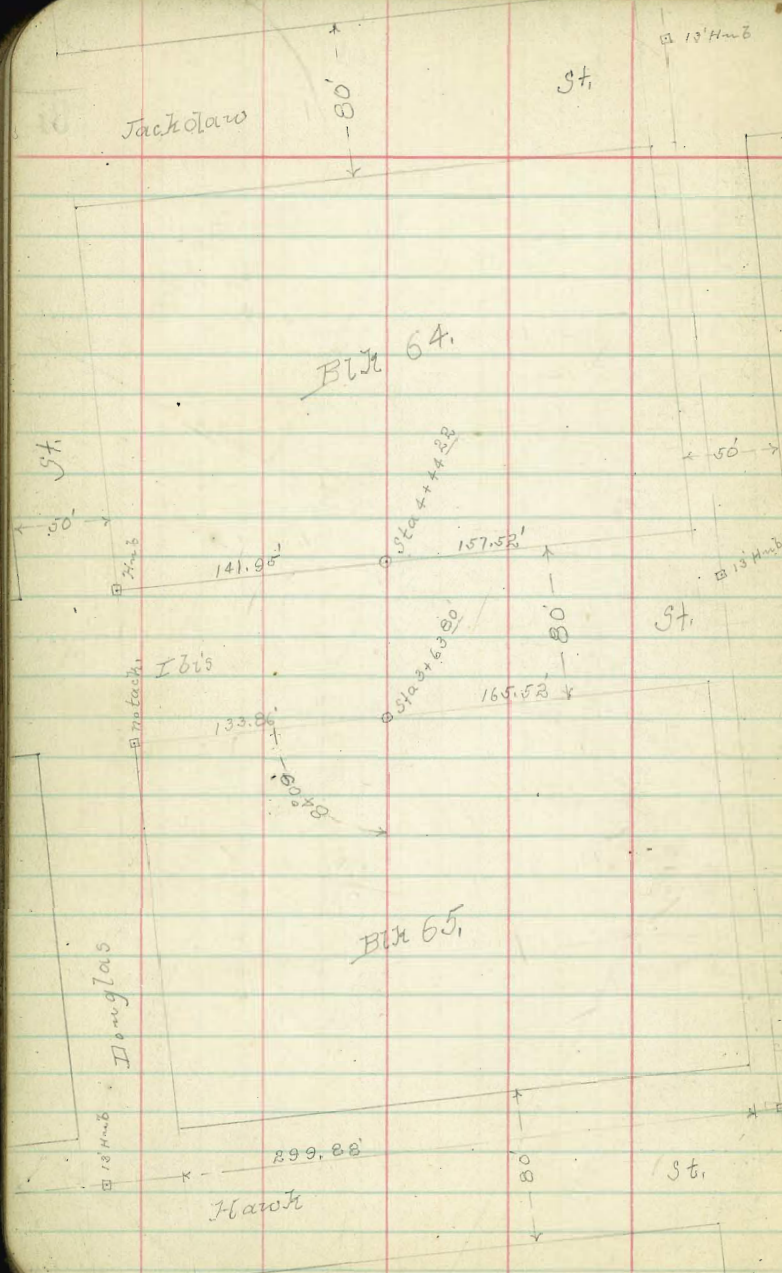 13' Hub
St.
80'
Jackdaw
Blk 64.
Sta 4+44 22
St.
50'
50'
Hub
157.52'
141.95'
13' Hub
80'
St.
Sta 3+63 80'
Ibis
no tack.
165.52'
133.86'
Blk 65.
Douglas
13' Hub
299.88'
80'
St.
Hawk